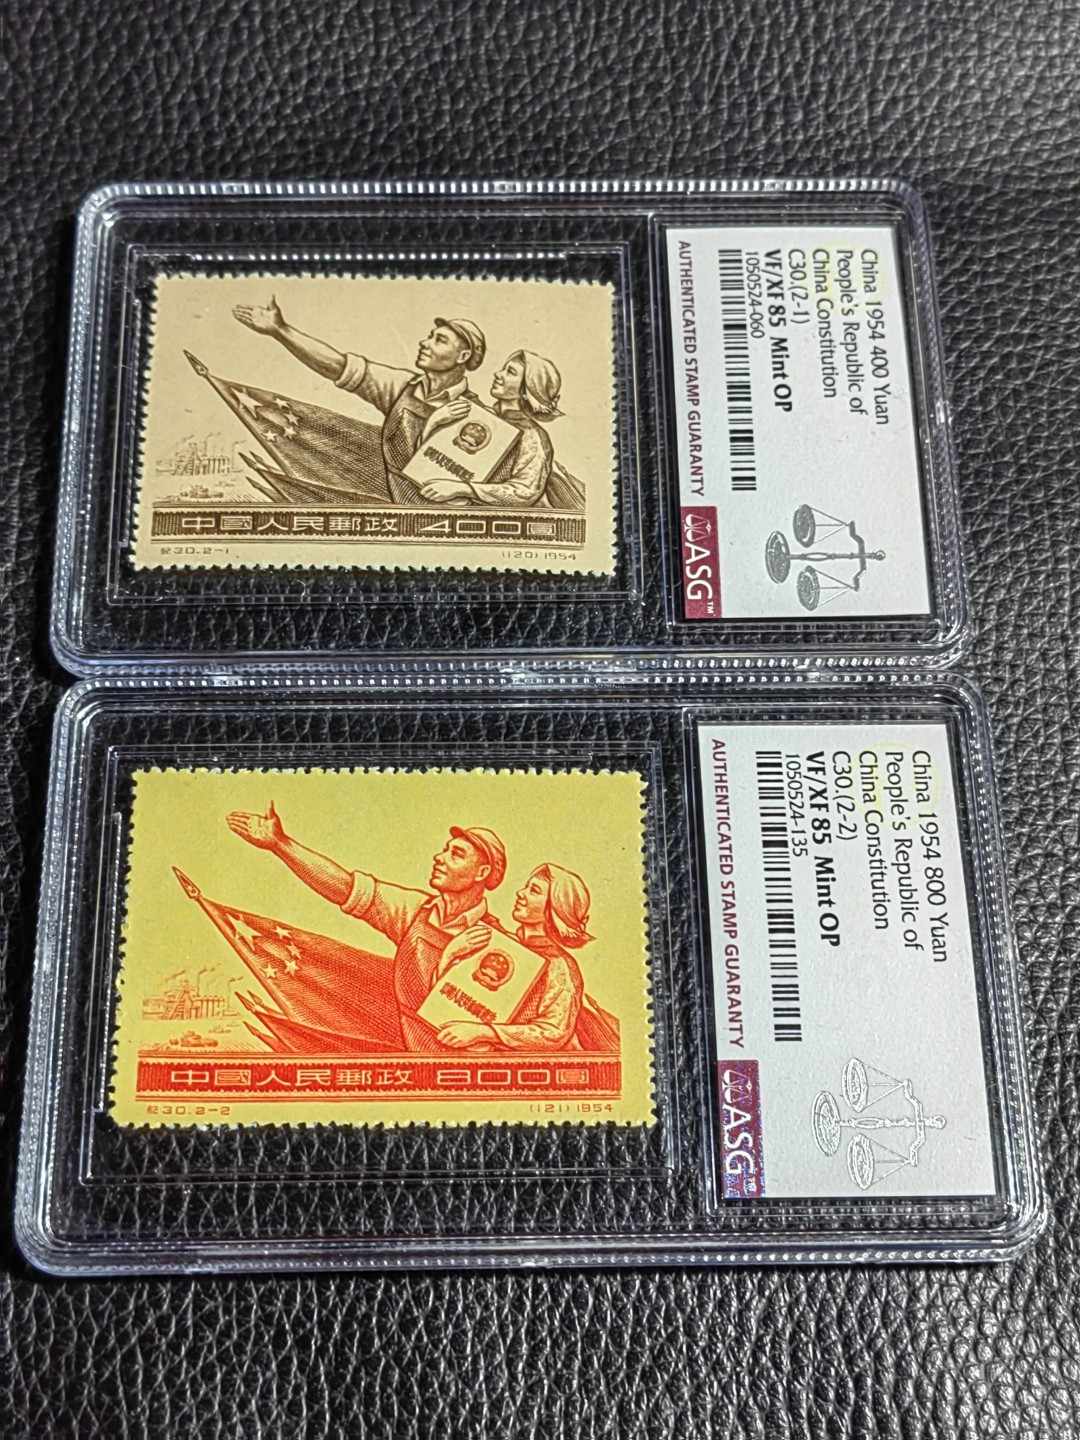 中國人民郵政 400圓
紀30.2-1
(120) 1954
China 1954 400 Yuan
People's Republic of
China Constitution
C30.(2-1)
VF/XF 85 Mint OP
1050524-060
AUTHENTICATED STAMP GUARANTY
ASG™
中國人民郵政 800圓
紀30.2-2
(121) 1954
China 1954 800 Yuan
People's Republic of
China Constitution
C30.(2-2)
VF/XF 85 Mint OP
1050524-135
AUTHENTICATED STAMP GUARANTY
ASG™